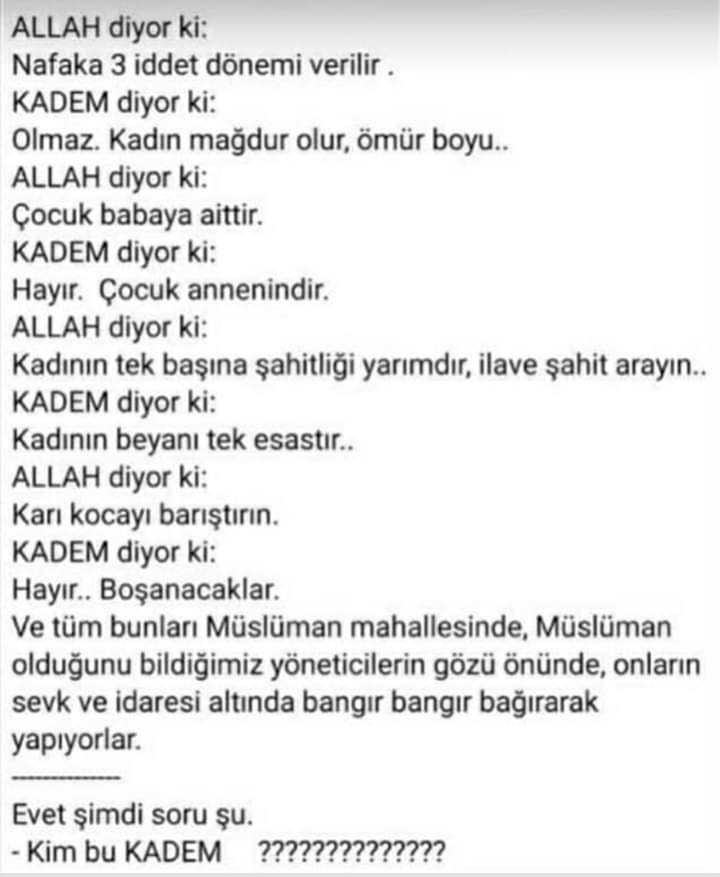 ALLAH diyor ki:
Nafaka 3 iddet dönemi verilir .
KADEM diyor ki:
Olmaz. Kadın mağdur olur, ömür boyu..
ALLAH diyor ki:
Çocuk babaya aittir.
KADEM diyor ki:
Hayır.  Çocuk annenindir.
ALLAH diyor ki:
Kadının tek başına şahitliği yarımdır, ilave şahit arayın..
KADEM diyor ki:
Kadının beyanı tek esastır..
ALLAH diyor ki:
Karı kocayı barıştırın.
KADEM diyor ki:
Hayır.. Boşanacaklar.
Ve tüm bunları Müslüman mahallesinde, Müslüman
olduğunu bildiğimiz yöneticilerin gözü önünde, onların
sevk ve idaresi altında bangır bangır bağırarak
yapıyorlar.
--------------
Evet şimdi soru şu.
- Kim bu KADEM    ??????????????